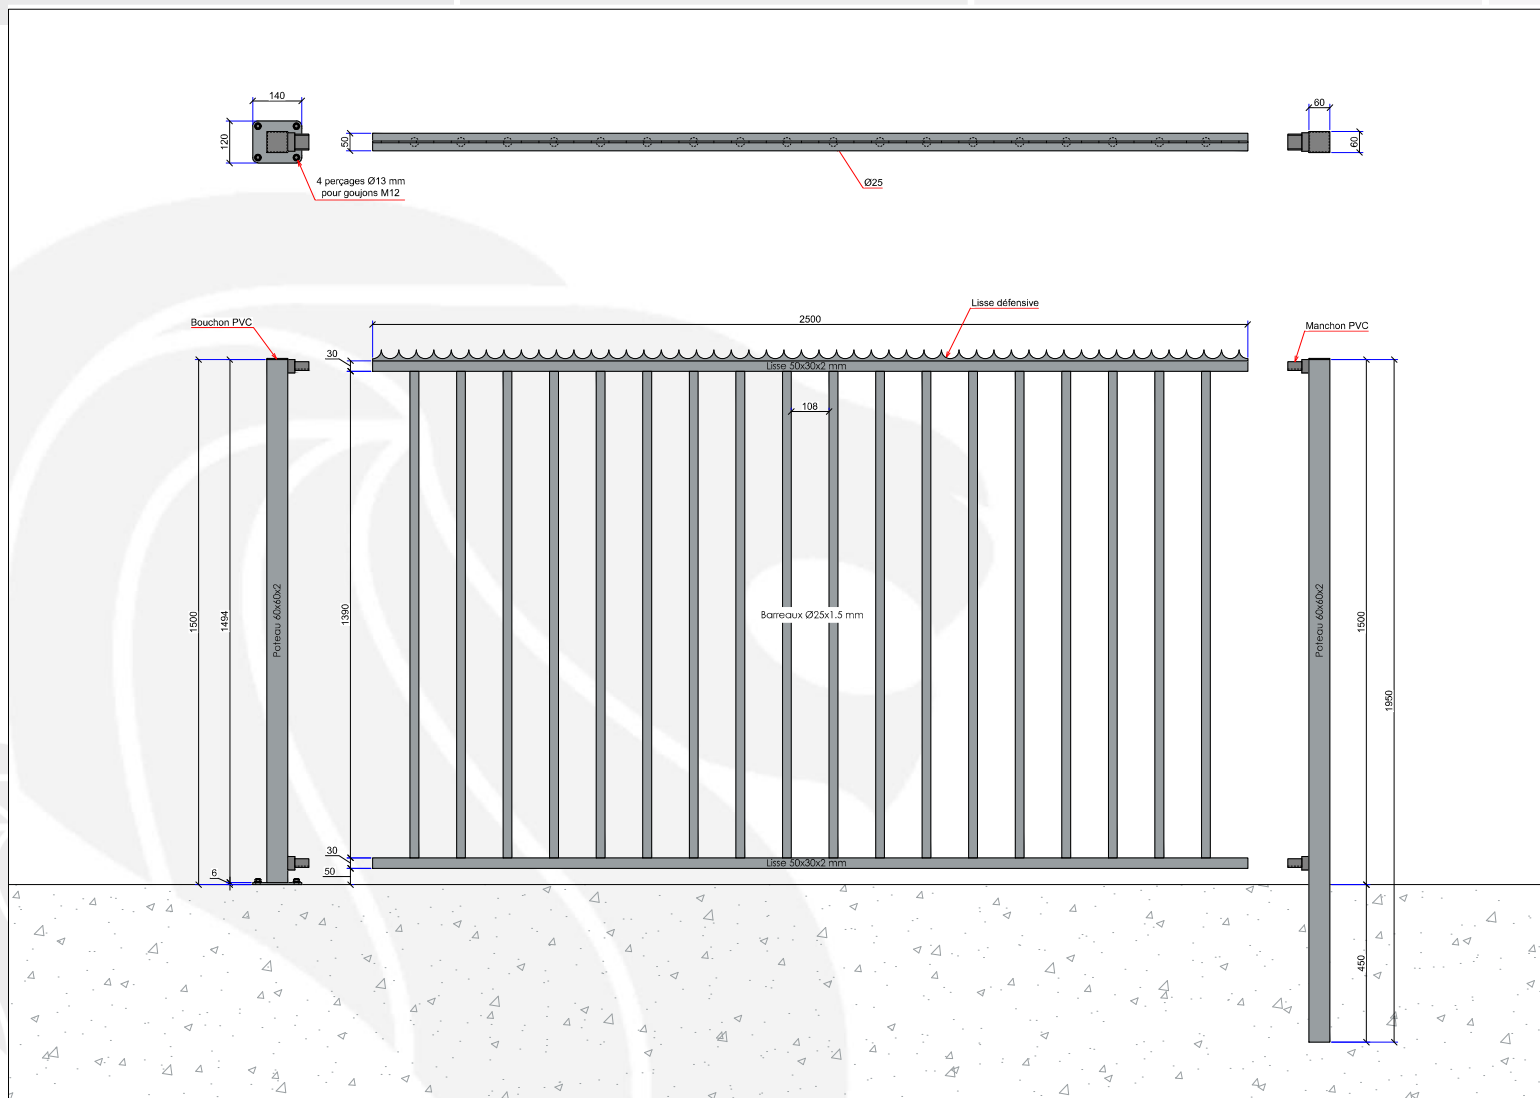 140
120
4 perçages Ø13 mm
pour goujons M12
50
Ø25
60
60
Bouchon PVC
Lisse défensive
Manchon PVC
2500
30
Lisse 50x30x2 mm
108
1500
1494
Poteau 60x60x2
1390
Barreaux Ø25x1.5 mm
Poteau 60x60x2
1500
1950
30
Lisse 50x30x2 mm
6
50
450